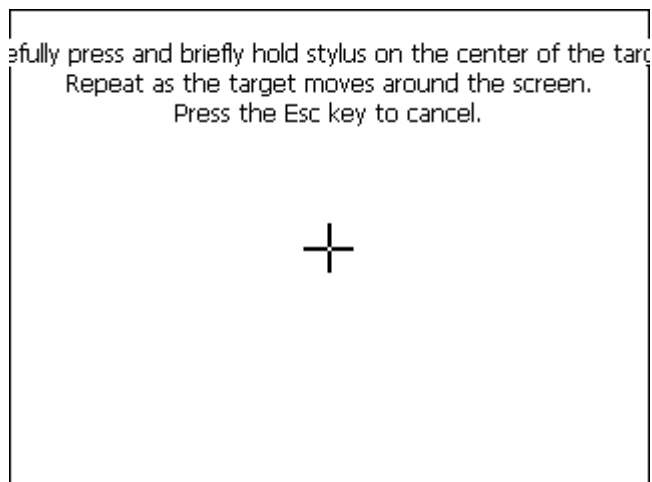 efully press and briefly hold stylus on the center of the targ
Repeat as the target moves around the screen.
Press the Esc key to cancel.